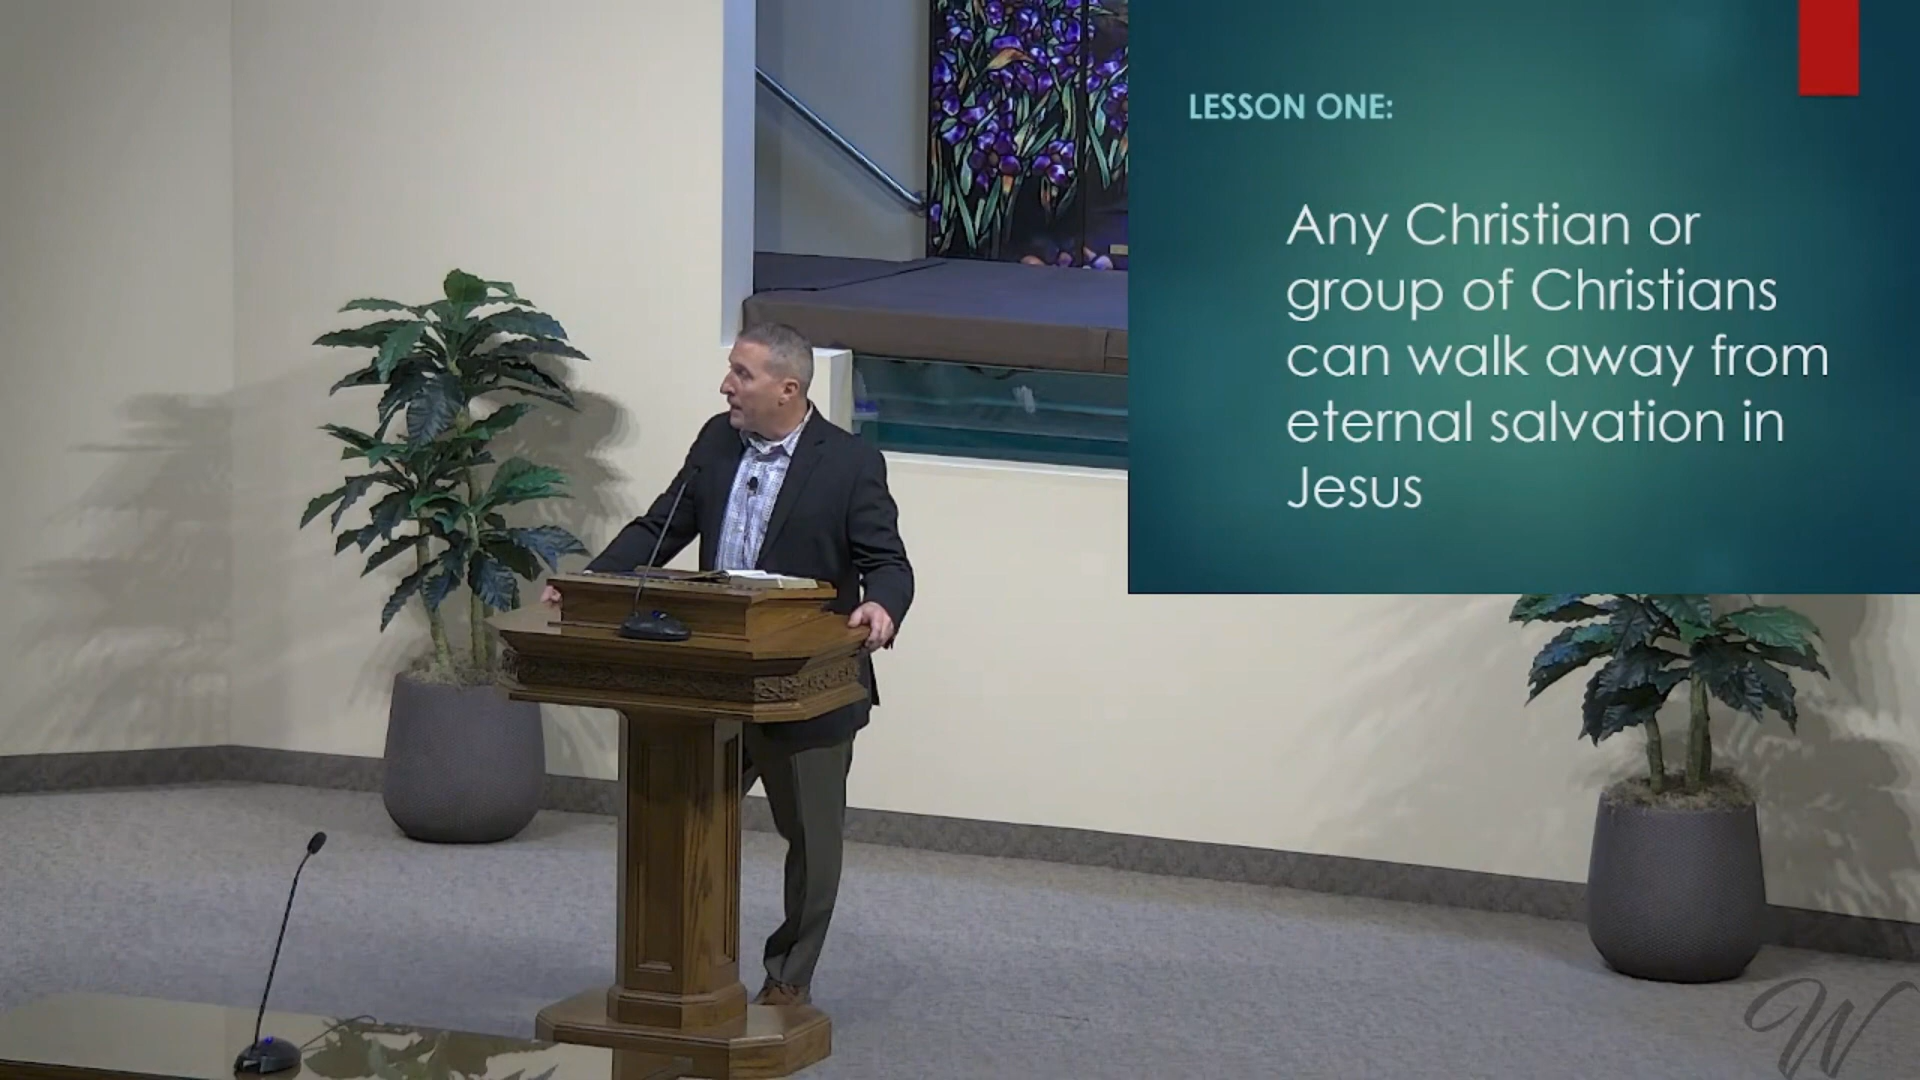 LESSON ONE:
Any Christian or
group of Christians
can walk away from
eternal salvation in
Jesus
W